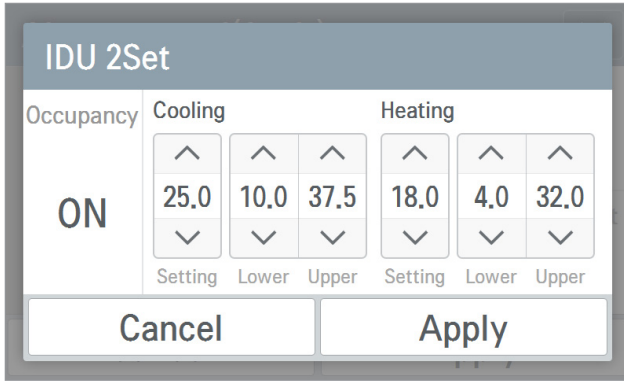 IDU 2Set
Occupancy Cooling Heating
ON 25.0 10.0 37.5 18.0 4.0 32.0
Setting Lower Upper Setting Lower Upper
Cancel Apply